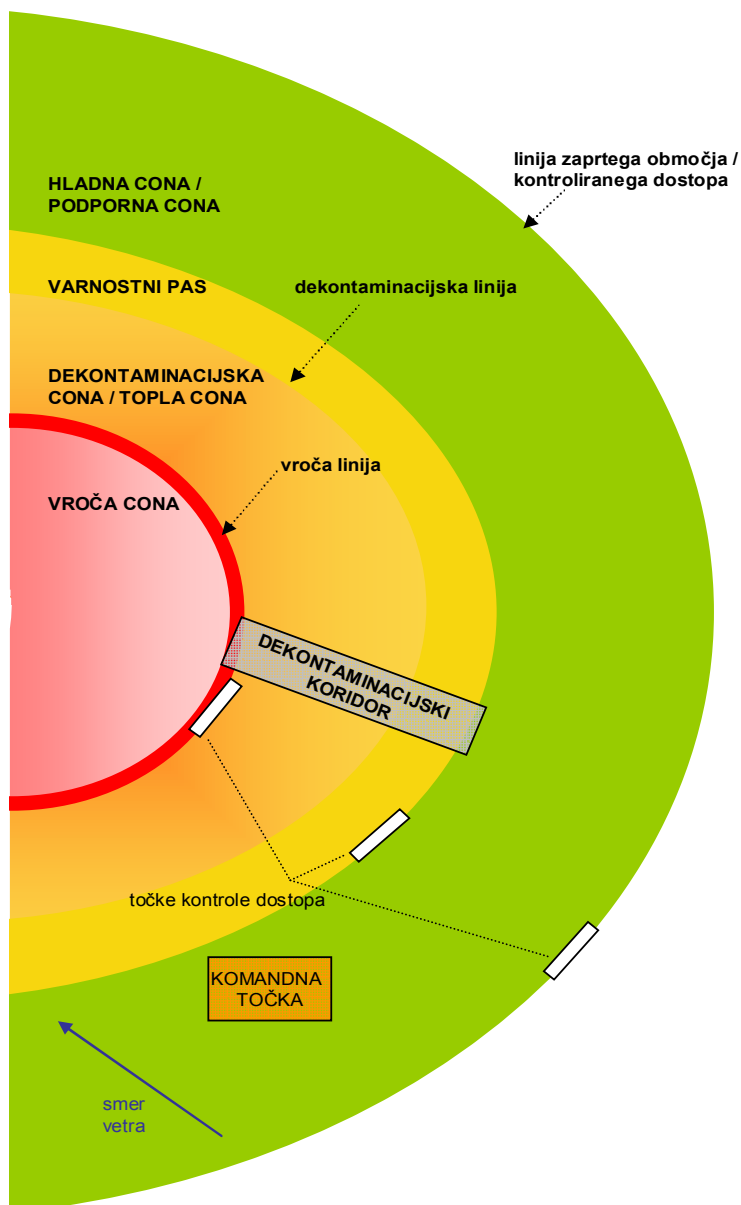 linija zaprtega območja /
kontroliranega dostopa
HLADNA CONA /
PODPORNA CONA
VARNOSTNI PAS
dekontaminacijska linija
DEKONTAMINACIJSKA
CONA / TOPLA CONA
vroča linija
VROČA CONA
DEKONTAMINACIJSKI
KORIDOR
točke kontrole dostopa
KOMANDNA
TOČKA
smer
vetra